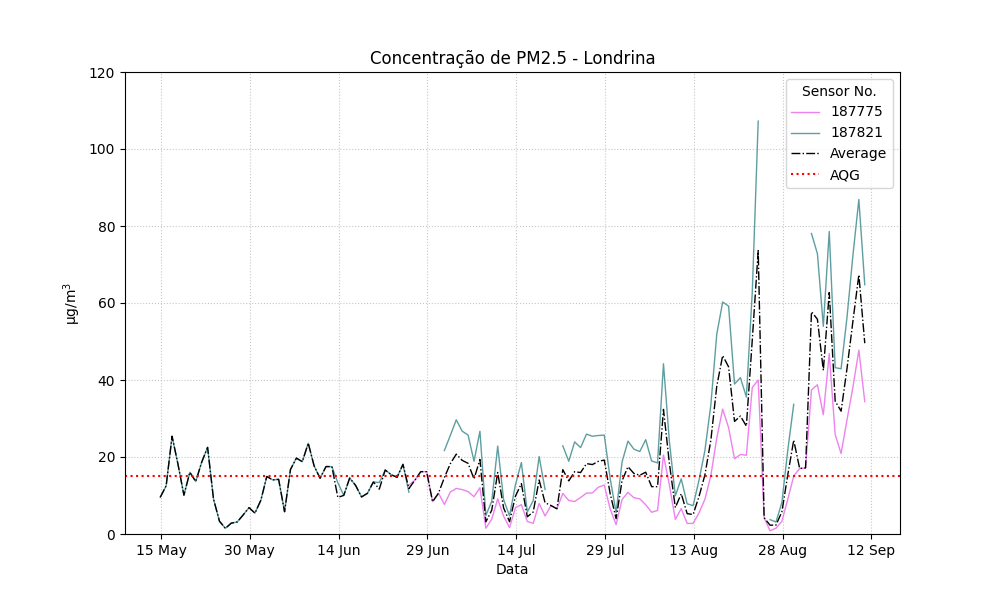 Concentração de PM2.5 - Londrina
120
100
80
60
40
20
0
µg/m³
Sensor No.
187775
187821
Average
AQG
15 May 30 May 14 Jun 29 Jun 14 Jul 29 Jul 13 Aug 28 Aug 12 Sep
Data